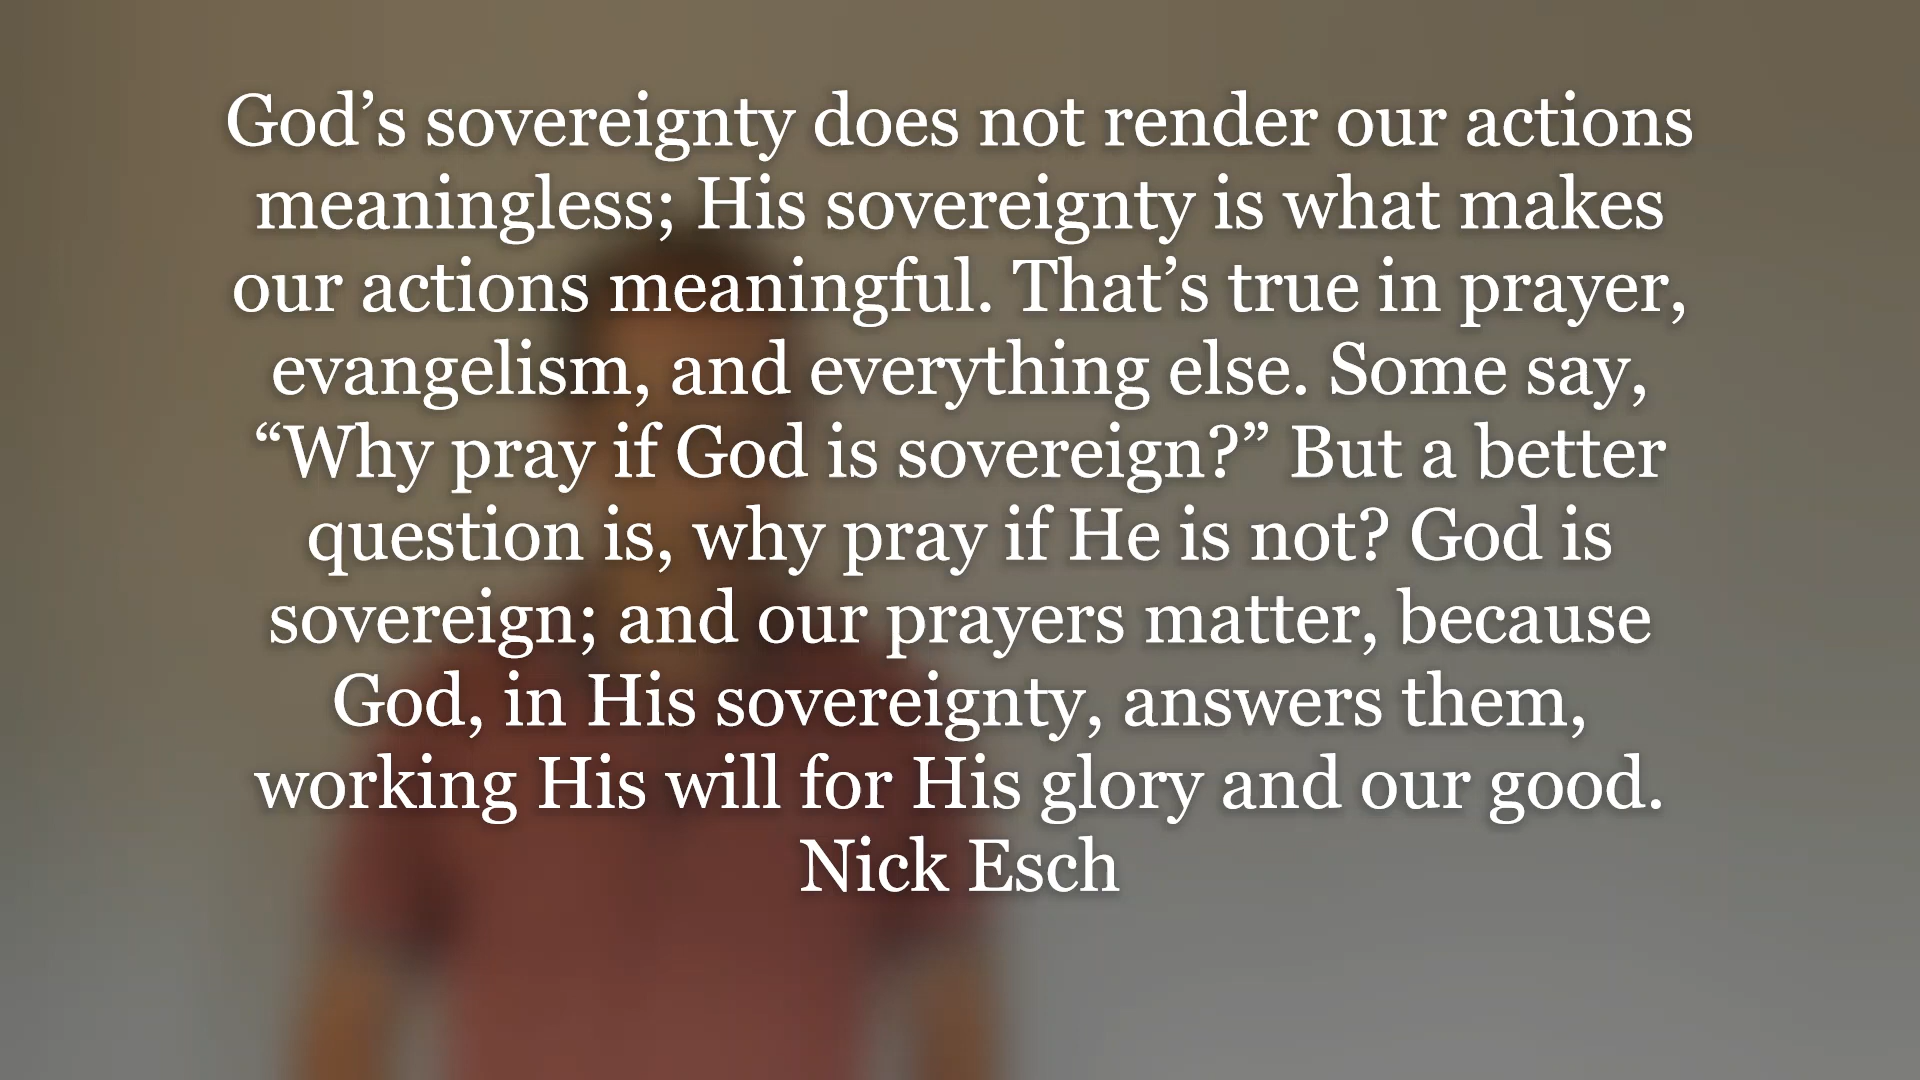 God’s sovereignty does not render our actions
meaningless; His sovereignty is what makes
our actions meaningful. That’s true in prayer,
evangelism, and everything else. Some say,
“Why pray if God is sovereign?” But a better
question is, why pray if He is not? God is
sovereign; and our prayers matter, because
God, in His sovereignty, answers them,
working His will for His glory and our good.
Nick Esch